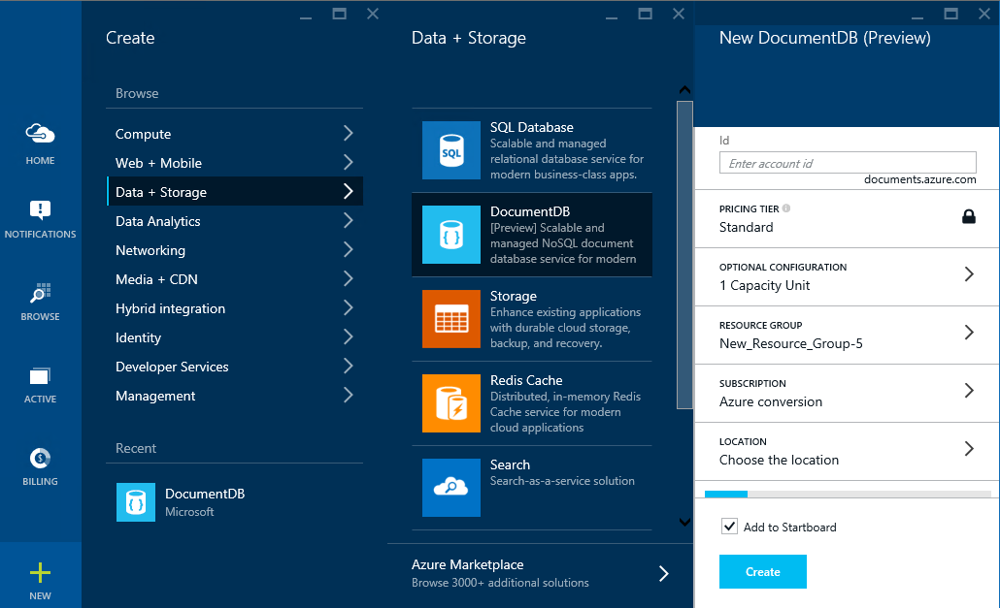 HOME
NOTIFICATIONS
BROWSE
ACTIVE
BILLING
NEW
Create
Browse
Compute
Web + Mobile
Data + Storage
Data Analytics
Networking
Media + CDN
Hybrid integration
Identity
Developer Services
Management
Recent
DocumentDB
Microsoft
Data + Storage
SQL
SQL Database
Scalable and managed
relational database service for
modern business-class apps.
{ }
DocumentDB
[Preview] Scalable and
managed NoSQL document
database service for modern
Storage
Enhance existing applications
with durable cloud storage,
backup, and recovery.
Redis Cache
Distributed, in-memory Redis
Cache service for modern
cloud applications
Search
Search-as-a-service solution
Azure Marketplace
Browse 3000+ additional solutions
New DocumentDB (Preview)
Id
Enter account id
documents.azure.com
PRICING TIER
Standard
OPTIONAL CONFIGURATION
1 Capacity Unit
RESOURCE GROUP
New_Resource_Group-5
SUBSCRIPTION
Azure conversion
LOCATION
Choose the location
Add to Startboard
Create